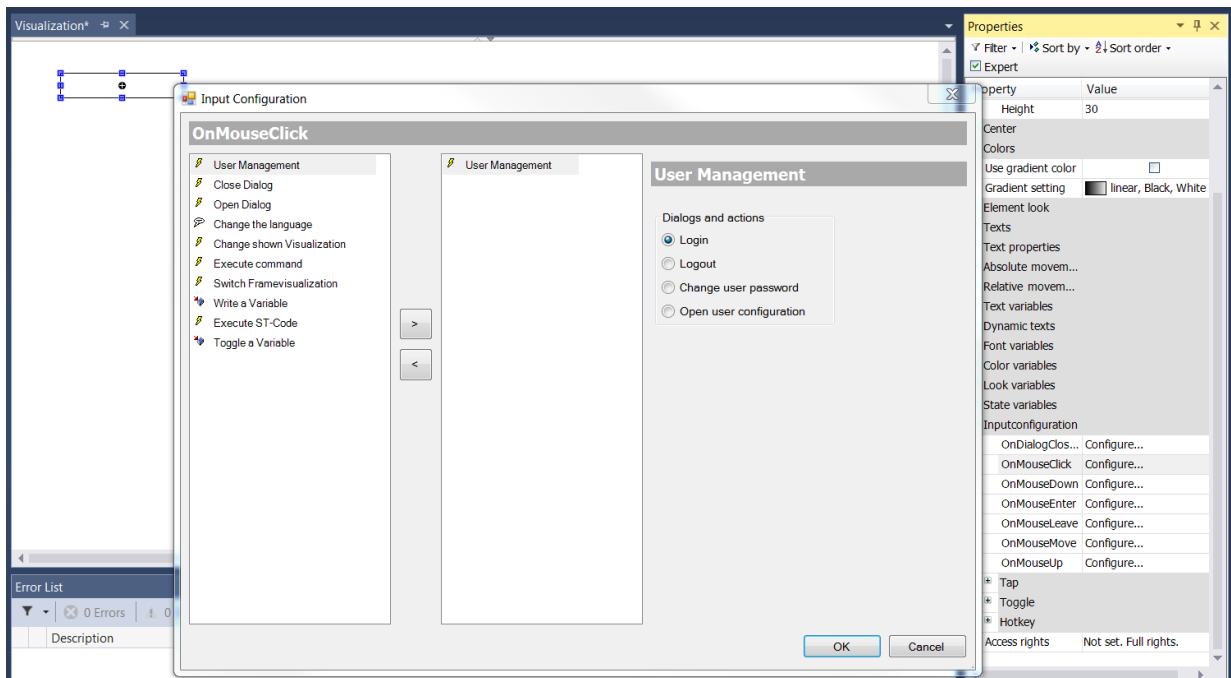 Visualization*
Input Configuration
OnMouseClick
User Management
Close Dialog
Open Dialog
Change the language
Change shown Visualization
Execute command
Switch Framevisualization
Write a Variable
Execute ST-Code
Toggle a Variable
>
<
User Management
User Management
Dialogs and actions
Login
Logout
Change user password
Open user configuration
OK
Cancel
Error List
0 Errors
0
Description
Properties
Filter
Sort by
Sort order
Expert
operty Value
Height 30
Center
Colors
Use gradient color
Gradient setting linear, Black, White
Element look
Texts
Text properties
Absolute movem...
Relative movem...
Text variables
Dynamic texts
Font variables
Color variables
Look variables
State variables
Inputconfiguration
OnDialogClos... Configure...
OnMouseClick Configure...
OnMouseDown Configure...
OnMouseEnter Configure...
OnMouseLeave Configure...
OnMouseMove Configure...
OnMouseUp Configure...
Tap
Toggle
Hotkey
Access rights Not set. Full rights.